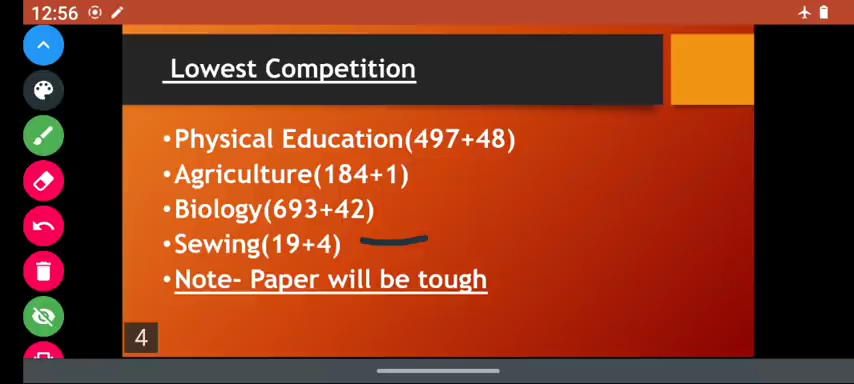 12:56
Lowest Competition
•Physical Education(497+48)
•Agriculture(184+1)
•Biology(693+42)
•Sewing(19+4)
•Note- Paper will be tough
4